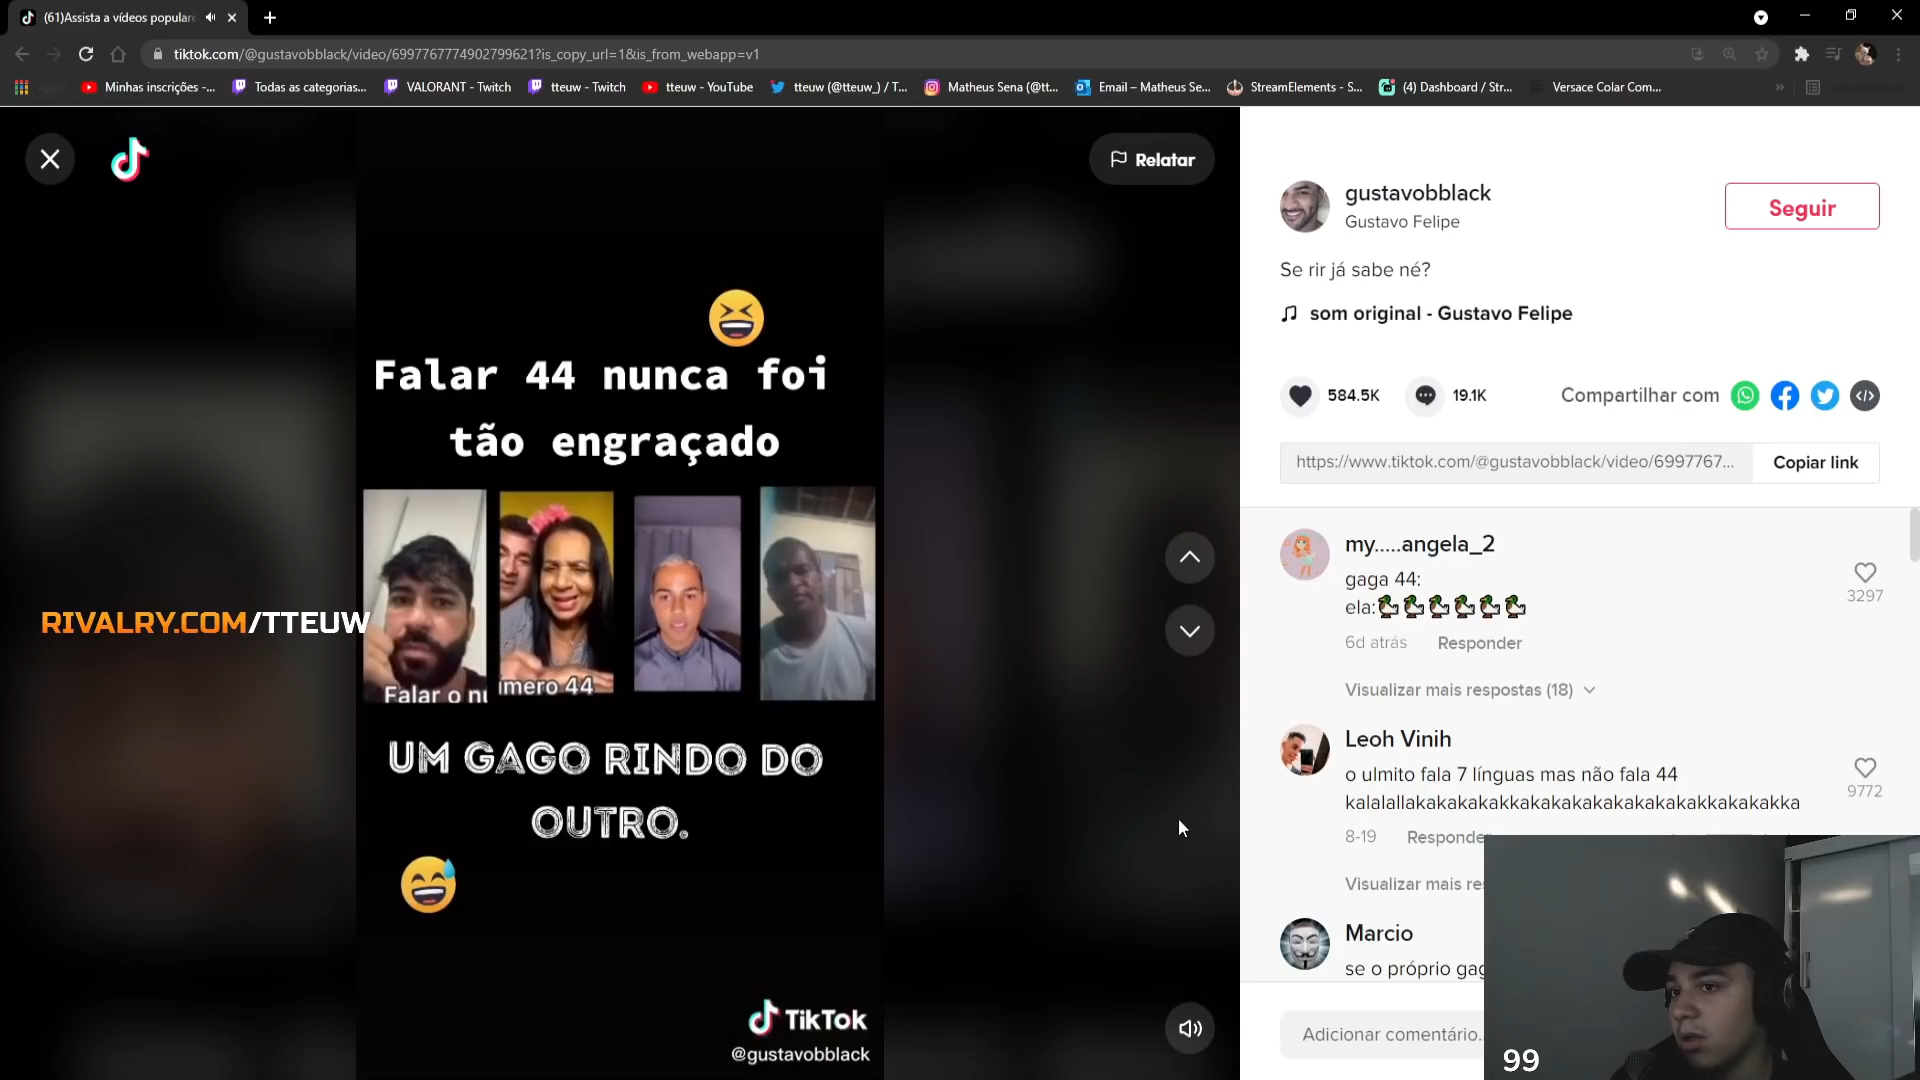 (61)Assista a vídeos populare
tiktok.com/@gustavobblack/video/6997767774902799621?is_copy_url=1&is_from_webapp=v1
Minhas inscrições -...
Todas as categorias...
VALORANT - Twitch
tteuw - Twitch
tteuw - YouTube
tteuw (@tteuw_) / T...
Matheus Sena (@tt...
Email – Matheus Se...
StreamElements - S...
(4) Dashboard / Str...
Versace Colar Com...
Relatar
Falar 44 nunca foi
tão engraçado
Falar o nú
imero 44
UM GAGO RINDO DO
OUTRO.
RIVALRY.COM/TTEUW
TikTok
@gustavobblack
gustavobblack
Gustavo Felipe
Seguir
Se rir já sabe né?
som original - Gustavo Felipe
584.5K
19.1K
Compartilhar com
https://www.tiktok.com/@gustavobblack/video/6997767...
Copiar link
my.....angela_2
gaga 44:
ela:
3297
6d atrás
Responder
Visualizar mais respostas (18)
Leoh Vinih
o ulmito fala 7 línguas mas não fala 44
kalalallakakakakakkakakakakakakakakakkakakakka
9772
8-19
Responder
Visualizar mais res
Marcio
se o próprio gag
Adicionar comentário..
99